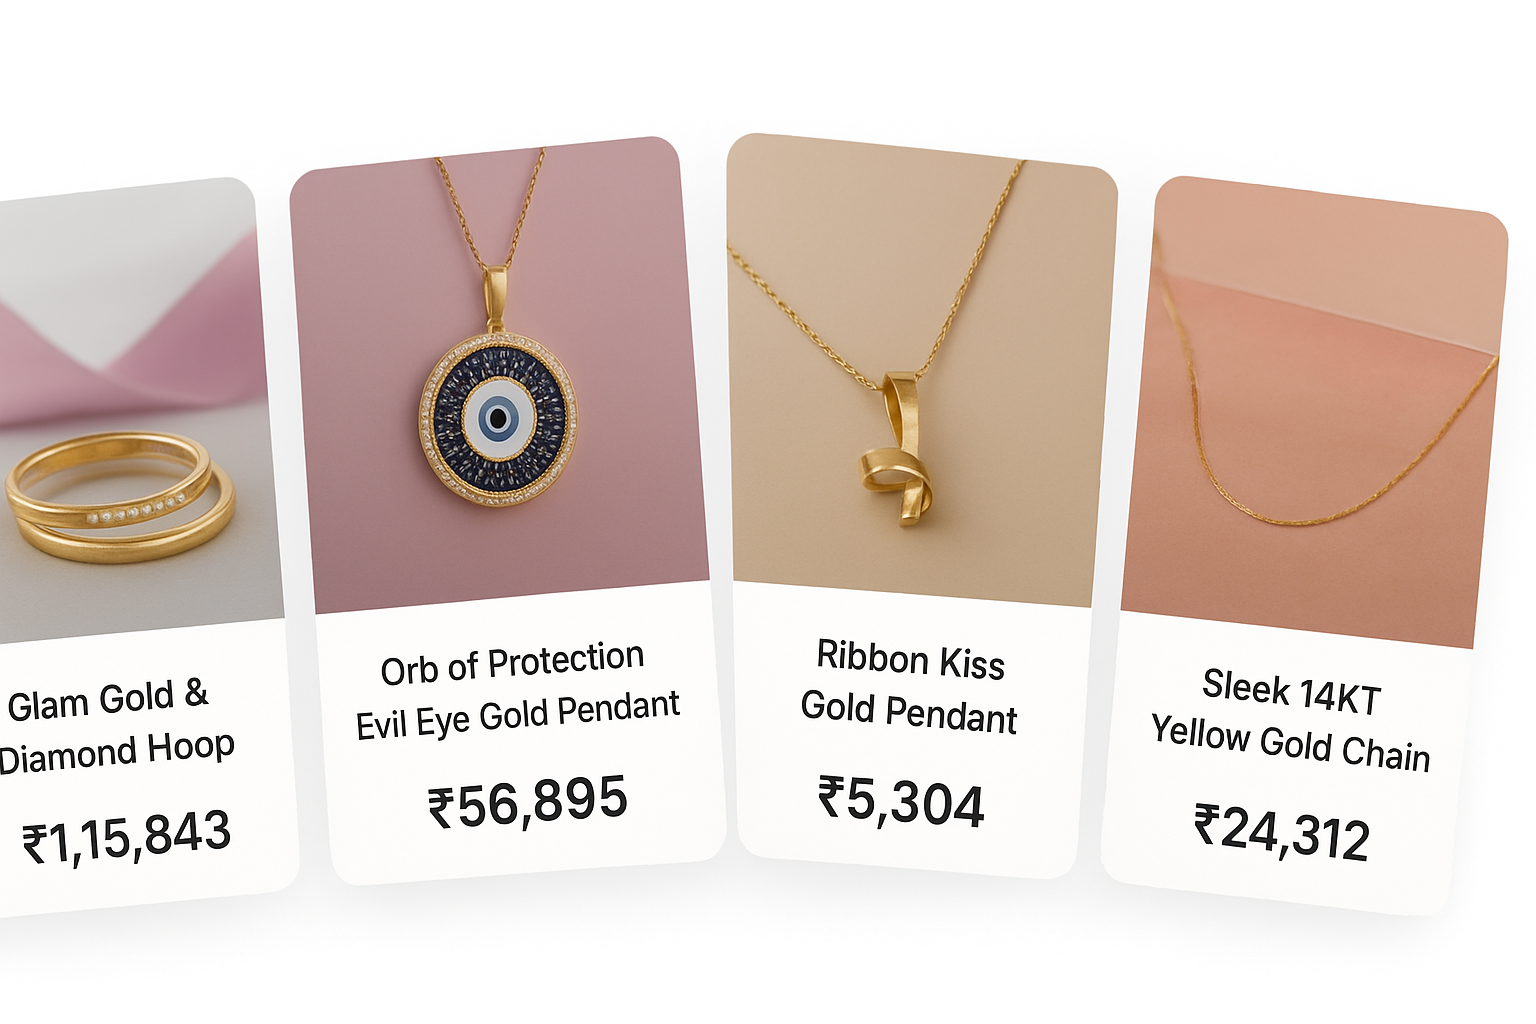 Glam Gold &
Diamond Hoop
₹1,15,843
Orb of Protection
Evil Eye Gold Pendant
₹56,895
Ribbon Kiss
Gold Pendant
₹5,304
Sleek 14KT
Yellow Gold Chain
₹24,312